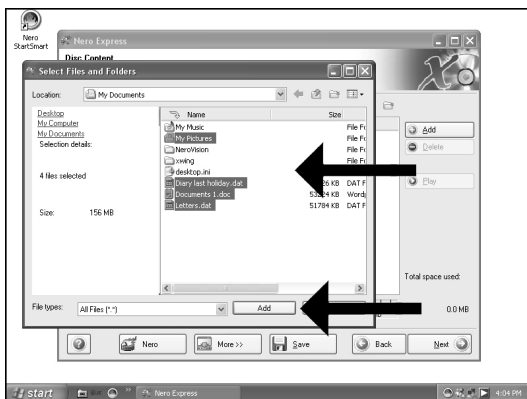 Nero
StartSmart
Nero Express
Disc Content
Select Files and Folders
Location:
My Documents
Desktop
My Computer
My Documents
Selection details:
4 files selected
Size: 156 MB
Name Size
My Music File Fo
My Pictures File Fo
NeroVision File Fo
xwing File Fo
desktop.ini
Diary last holiday.dat 26 KB DAT F
Documents 1.doc KB Wordp
Letters.dat 51784 KB DAT F
File types:
All Files (*.*)
Add
Add
Delete
Play
Total space used:
0.0 MB
Nero
More >>
Save
Back
Next
start
Nero Express
4:04 PM